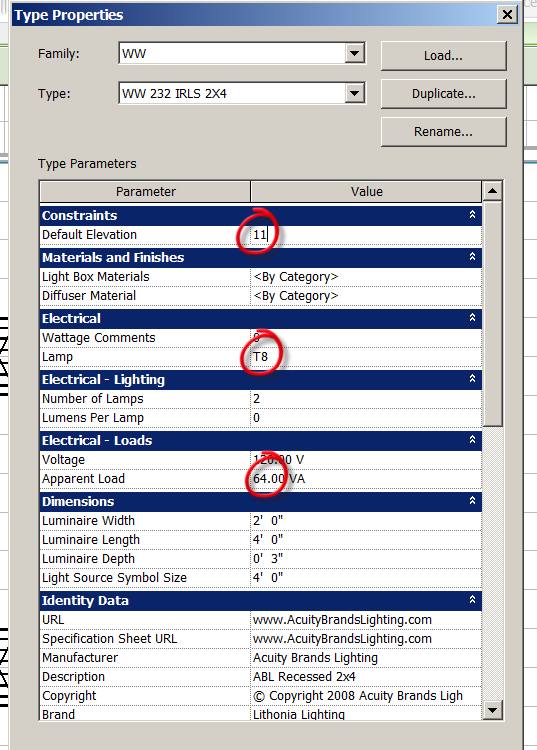 Type Properties
Family: WW Load...
Type: WW 232 IRLS 2X4 Duplicate...
Rename...
Type Parameters
Parameter Value
Constraints
Default Elevation 11
Materials and Finishes
Light Box Materials <By Category>
Diffuser Material <By Category>
Electrical
Wattage Comments
Lamp T8
Electrical - Lighting
Number of Lamps 2
Lumens Per Lamp 0
Electrical - Loads
Voltage 120.00 V
Apparent Load 64.00 VA
Dimensions
Luminaire Width 2' 0"
Luminaire Length 4' 0"
Luminaire Depth 0' 3"
Light Source Symbol Size 4' 0"
Identity Data
URL www.AcuityBrandsLighting.com
Specification Sheet URL www.AcuityBrandsLighting.com
Manufacturer Acuity Brands Lighting
Description ABL Recessed 2x4
Copyright © Copyright 2008 Acuity Brands Ligh
Brand Lithonia Lighting